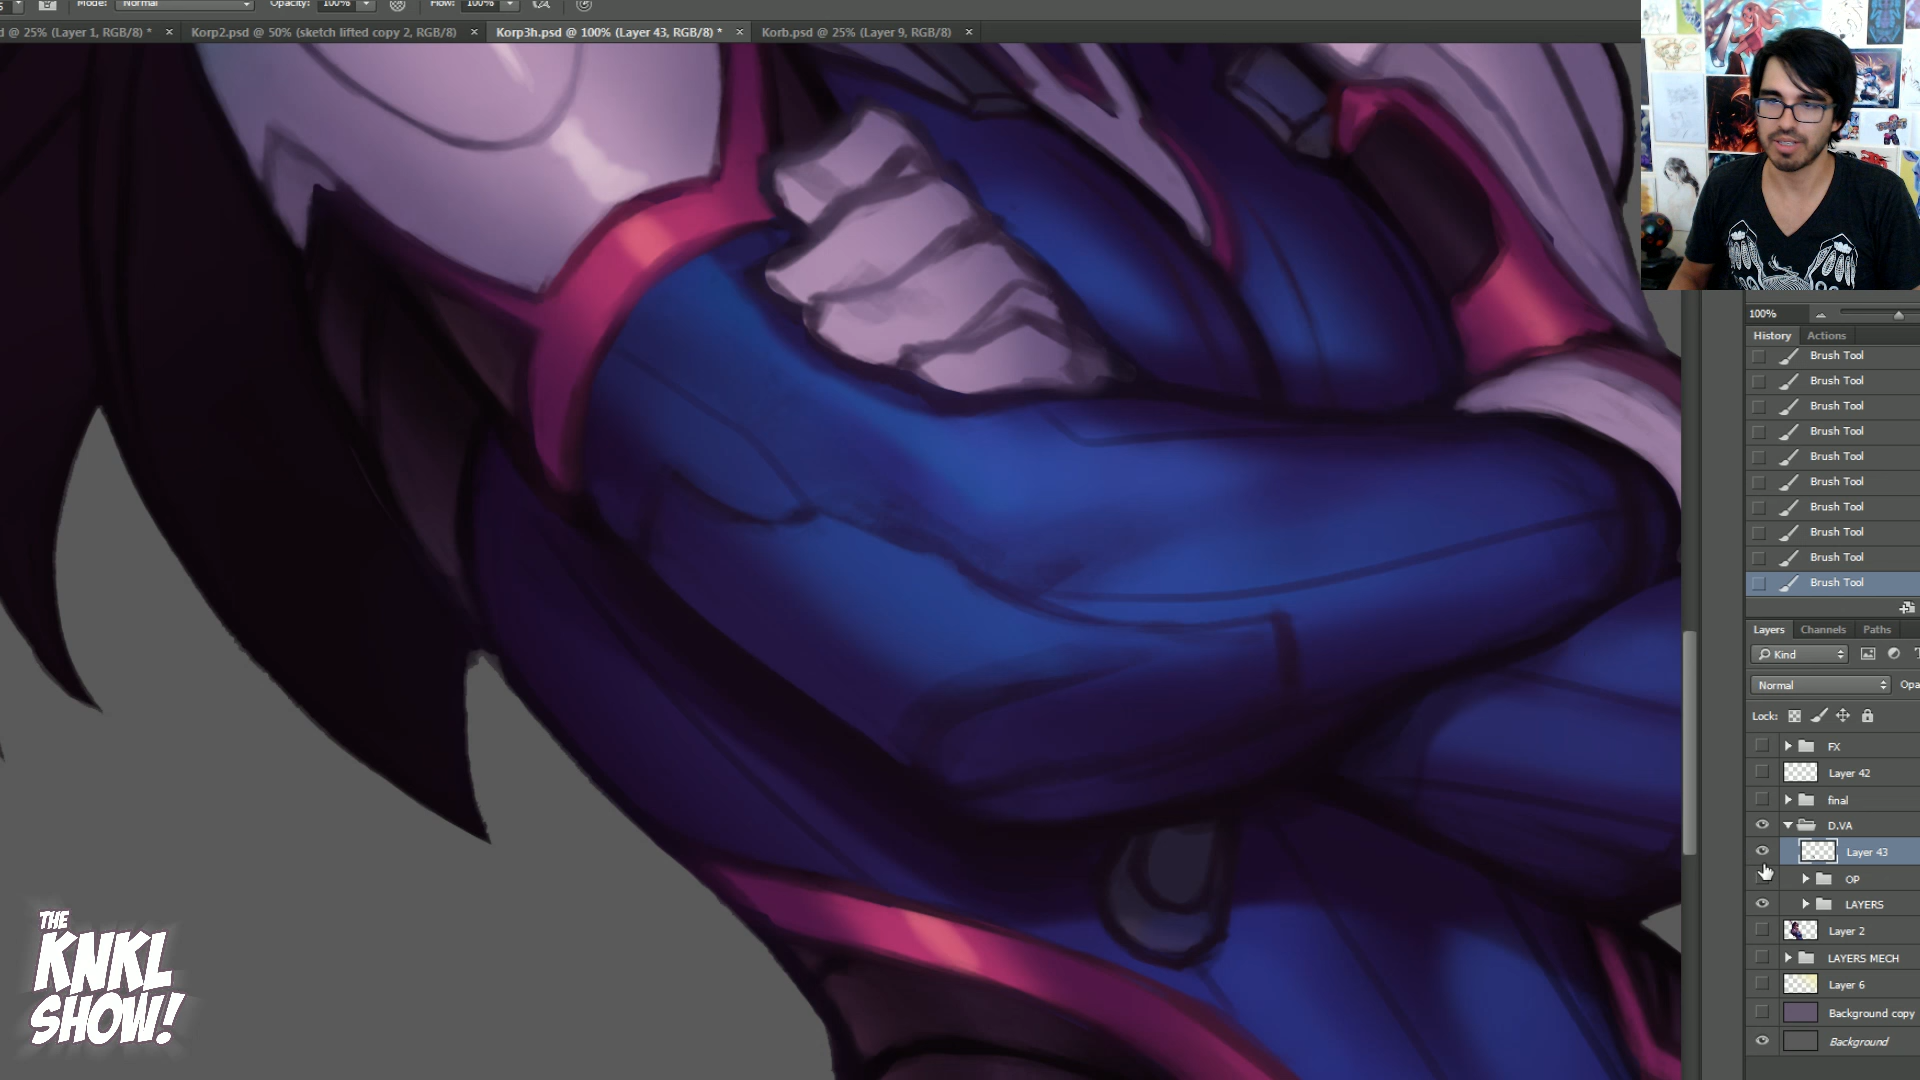 Mode: Normal Opacity: 100% Flow: 100%
@ 25% (Layer 1, RGB/8) * × Korp2.psd @ 50% (sketch lifted copy 2, RGB/8) × Korp3h.psd @ 100% (Layer 43, RGB/8) * × Korb.psd @ 25% (Layer 9, RGB/8) ×
100%
History Actions
Brush Tool
Brush Tool
Brush Tool
Brush Tool
Brush Tool
Brush Tool
Brush Tool
Brush Tool
Brush Tool
Brush Tool
Layers Channels Paths
Kind
Normal Opa
Lock:
FX
Layer 42
final
D.VA
Layer 43
OP
LAYERS
Layer 2
LAYERS MECH
Layer 6
Background copy
Background
THE
KNKL
SHOW!